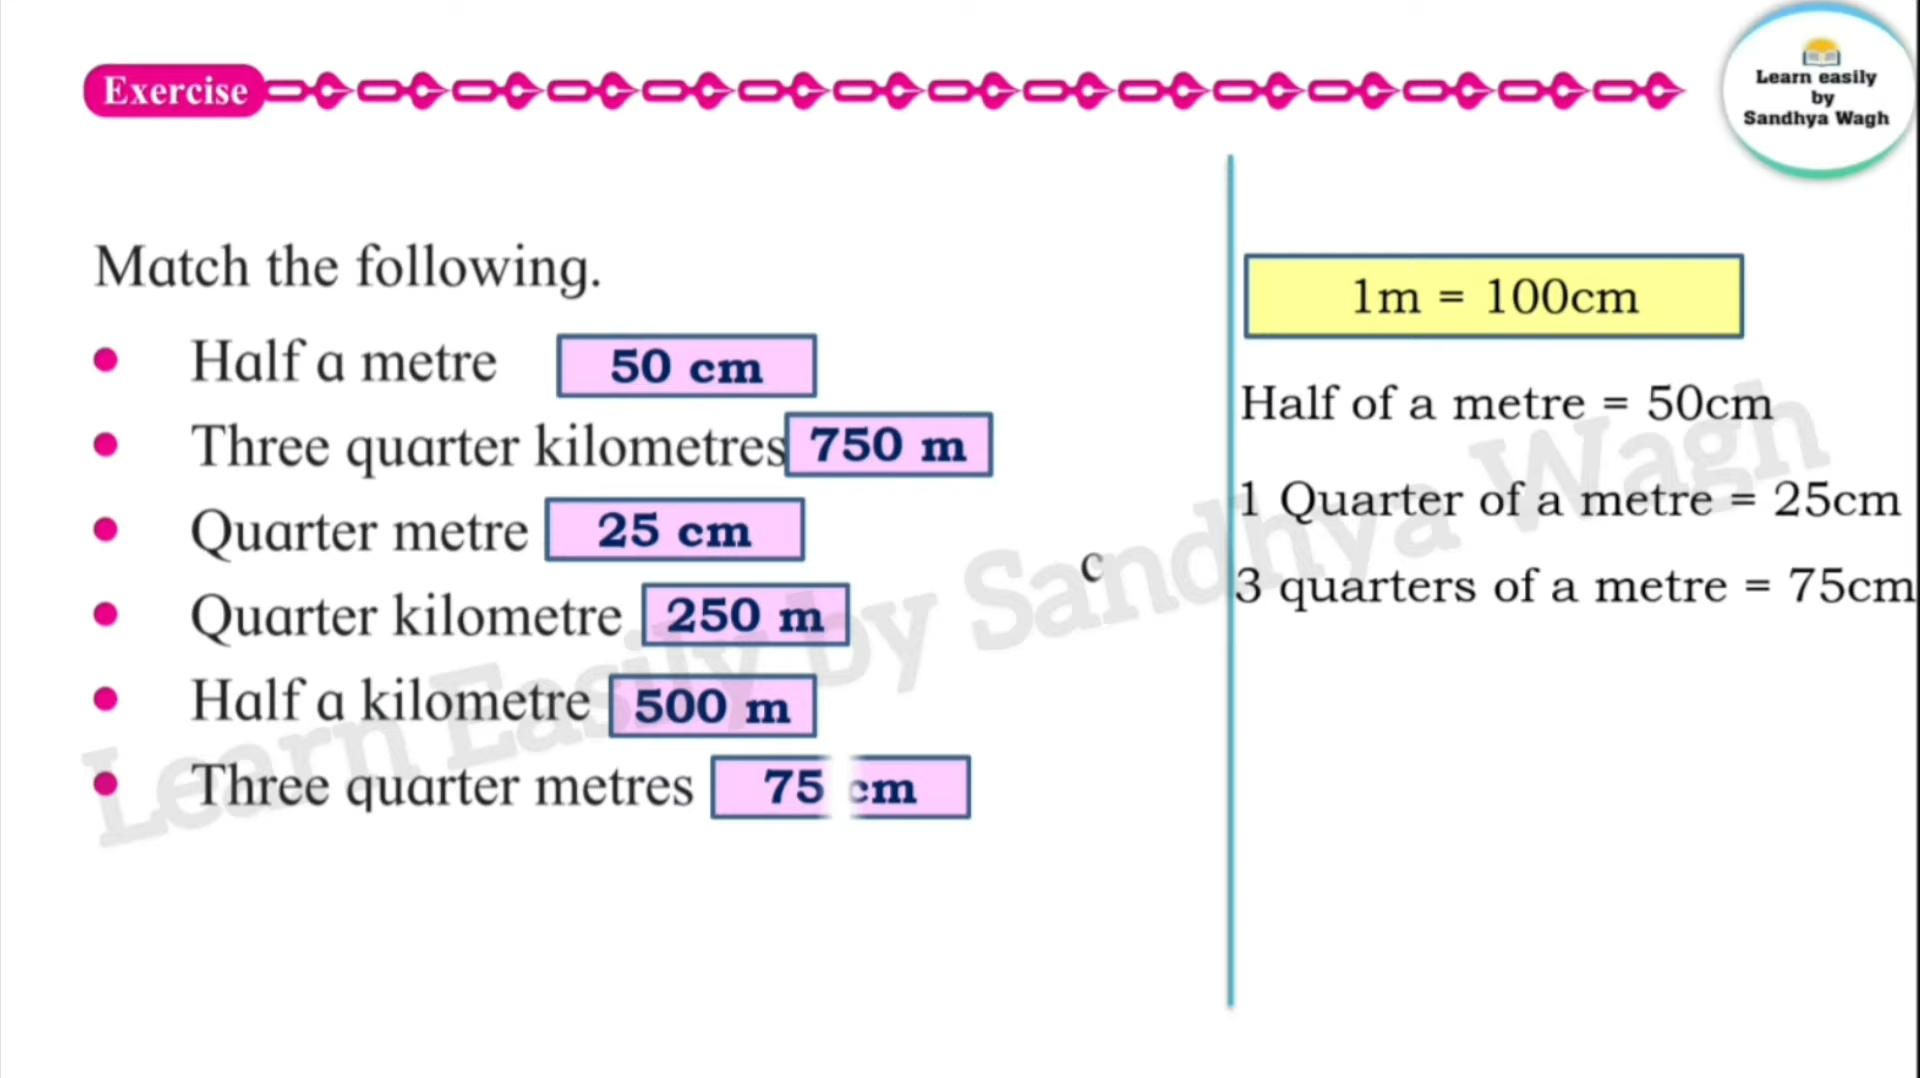 Exercise
Learn easily
by
Sandhya Wagh
Match the following.
• Half a metre 50 cm
• Three quarter kilometres 750 m
• Quarter metre 25 cm
• Quarter kilometre 250 m
• Half a kilometre 500 m
• Three quarter metres 75 cm
c
1m = 100cm
Half of a metre = 50cm
1 Quarter of a metre = 25cm
3 quarters of a metre = 75cm
Learn Easily by Sandhya Wagh